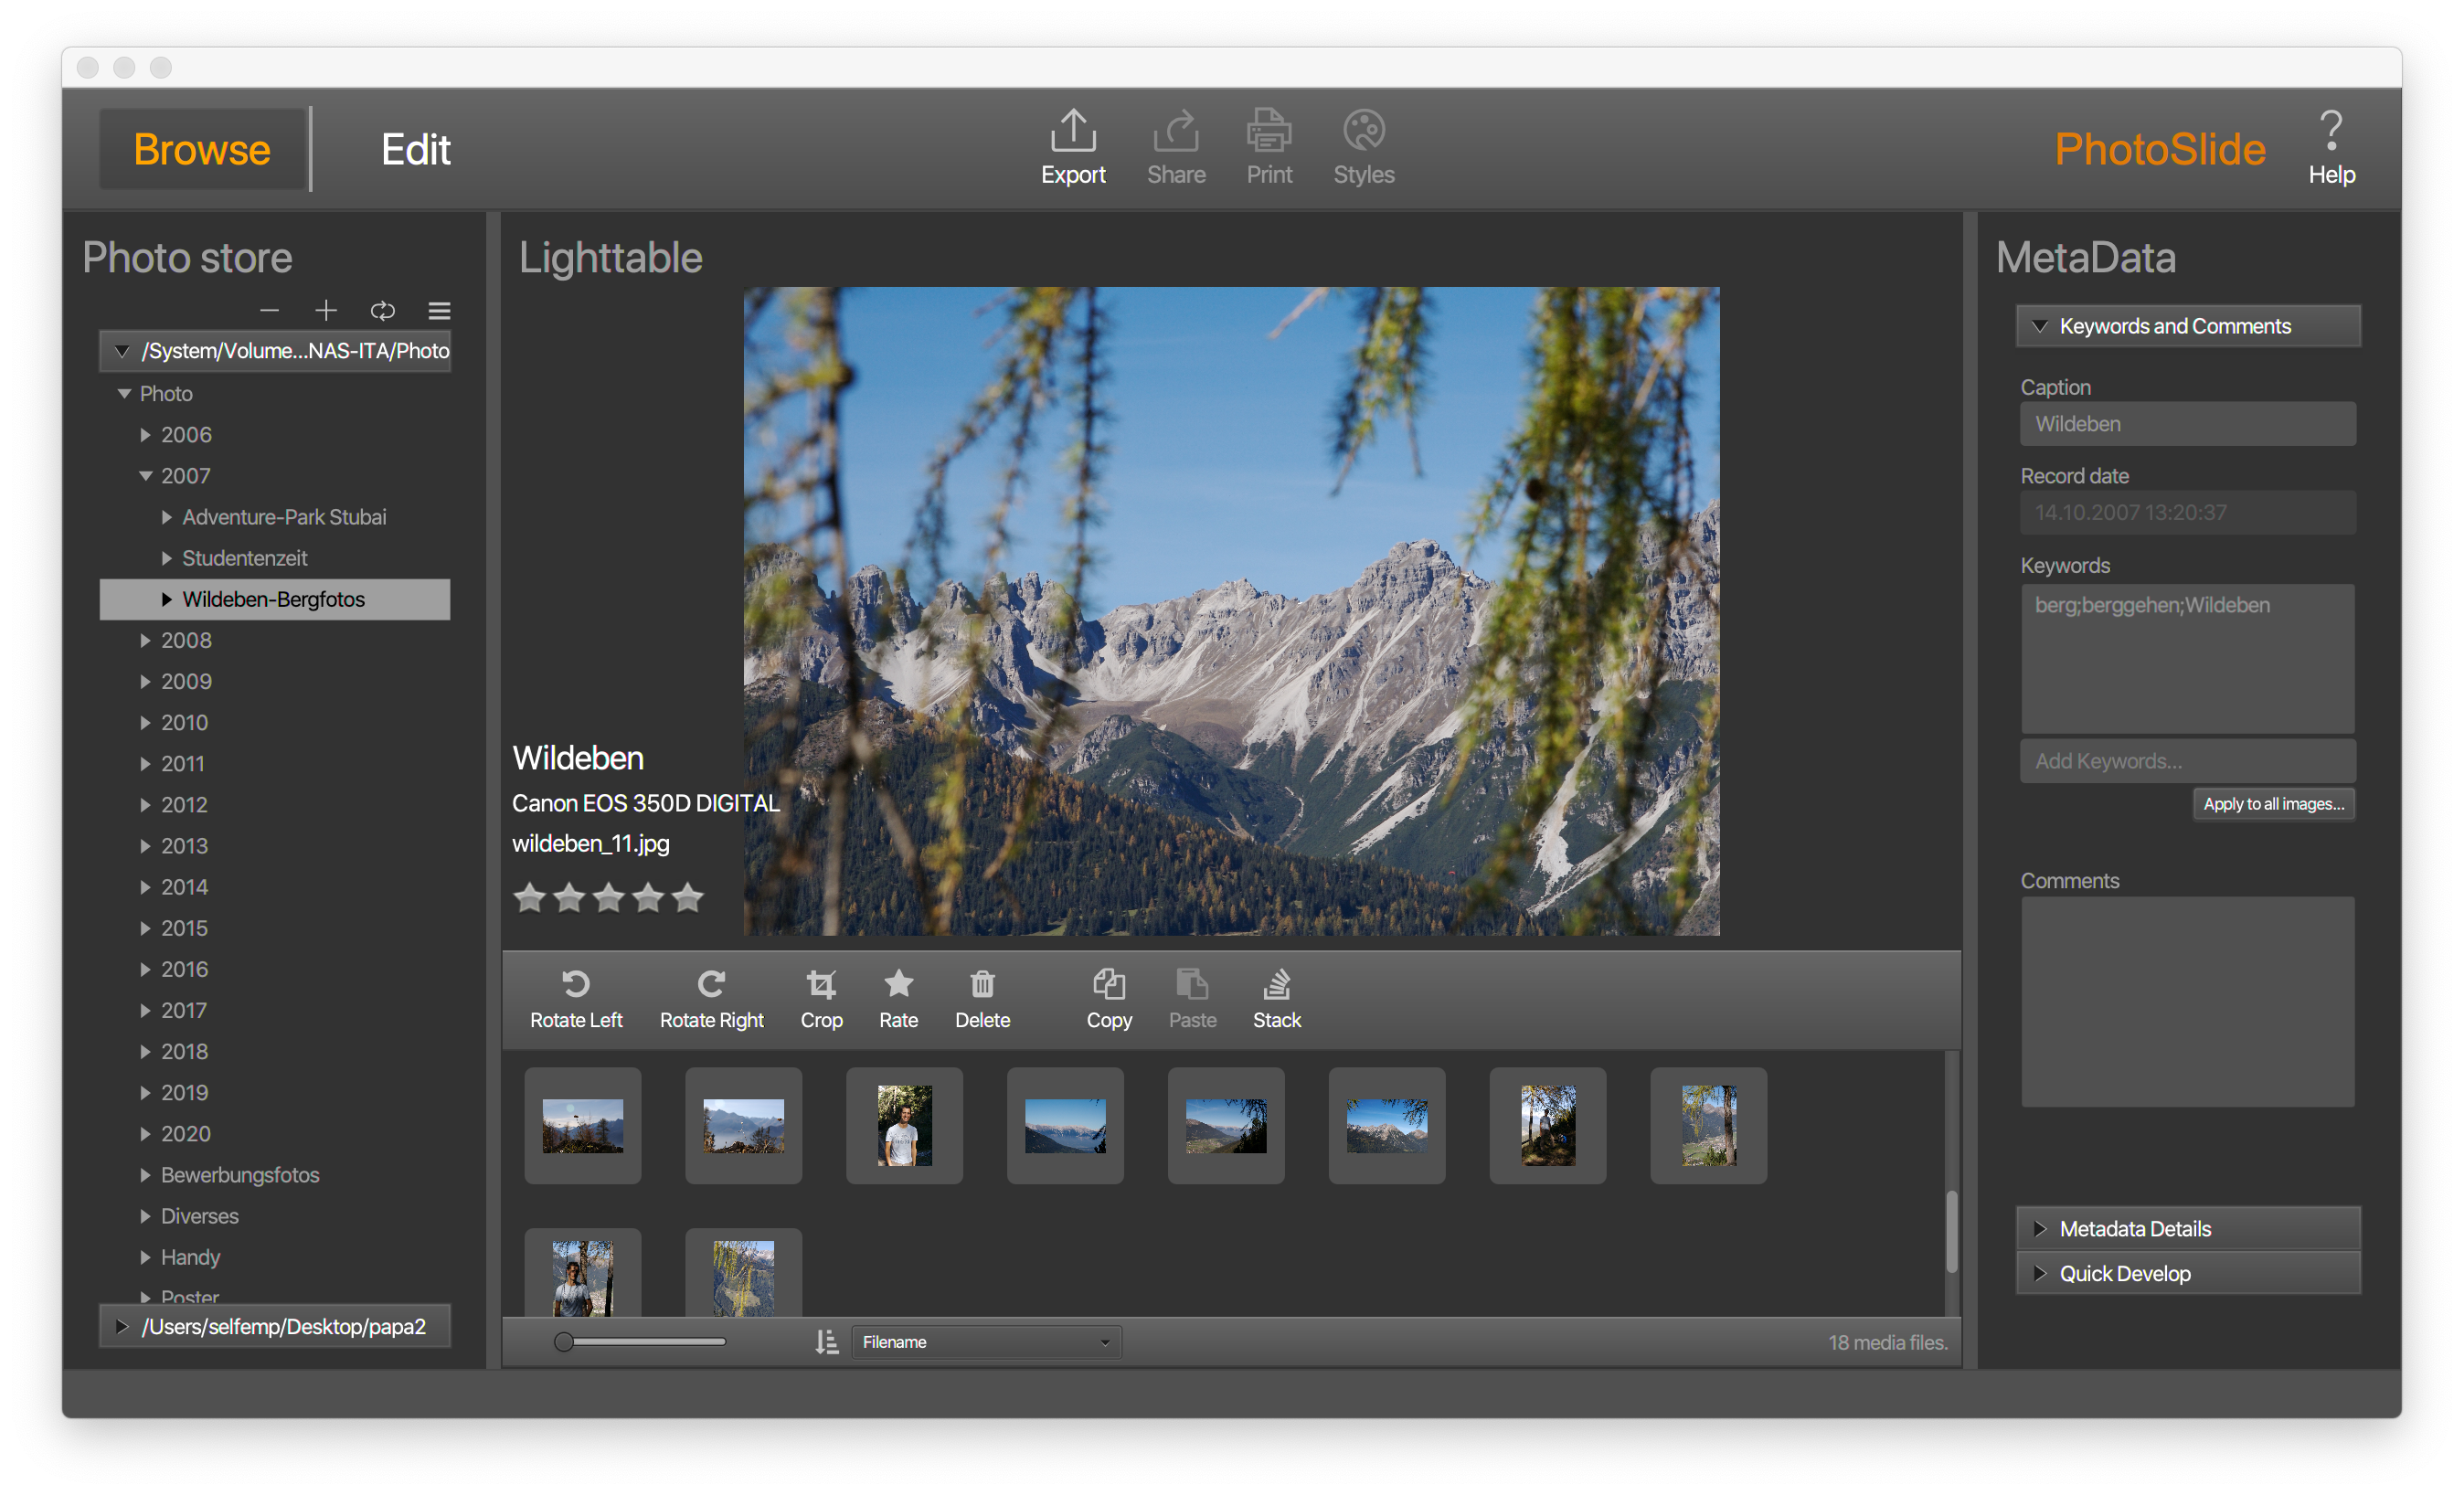 Browse
Edit
Export
Share
Print
Styles
PhotoSlide
Help
Photo store
/System/Volume...NAS-ITA/Photo
Photo
2006
2007
Adventure-Park Stubai
Studentenzeit
Wildeben-Bergfotos
2008
2009
2010
2011
2012
2013
2014
2015
2016
2017
2018
2019
2020
Bewerbungsfotos
Diverses
Handy
Poster
/Users/selfemp/Desktop/papa2
Lighttable
Wildeben
Canon EOS 350D DIGITAL
wildeben_11.jpg
Rotate Left
Rotate Right
Crop
Rate
Delete
Copy
Paste
Stack
Filename
18 media files.
MetaData
Keywords and Comments
Caption
Wildeben
Record date
14.10.2007 13:20:37
Keywords
berg;berggehen;Wildeben
Add Keywords...
Apply to all images...
Comments
Metadata Details
Quick Develop